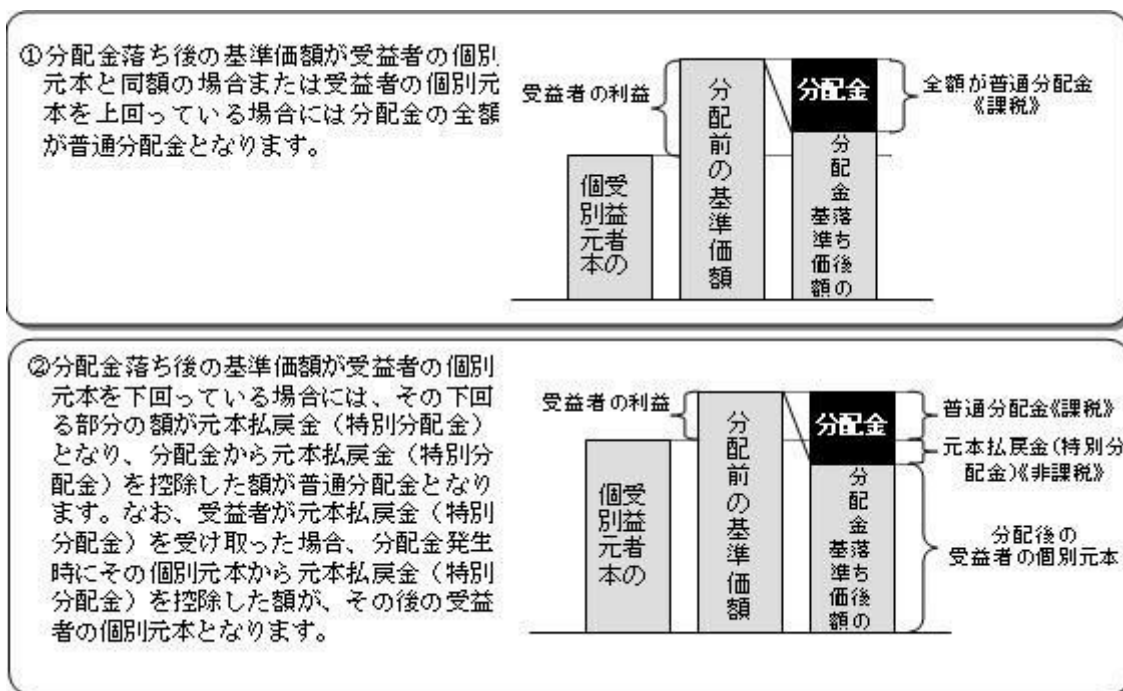 ①分配金落ち後の基準価額が受益者の個別
元本と同額の場合または受益者の個別元
本を上回っている場合には分配金の全額
が普通分配金となります。
受益者の利益
受益者の
個別元本
分配前の基準価額
分配金
分配金落ち後の
基準価額
全額が普通分配金
《課税》
②分配金落ち後の基準価額が受益者の個別
元本を下回っている場合には、その下回
る部分の額が元本払戻金（特別分配金）
となり、分配金から元本払戻金（特別分
配金）を控除した額が普通分配金となり
ます。なお、受益者が元本払戻金（特別
分配金）を受け取った場合、分配金発生
時にその個別元本から元本払戻金（特別
分配金）を控除した額が、その後の受益
者の個別元本となります。
受益者の利益
受益者の
個別元本
分配前の基準価額
分配金
分配金落ち後の
基準価額
普通分配金《課税》
元本払戻金(特別分
配金)《非課税》
分配後の
受益者の個別元本